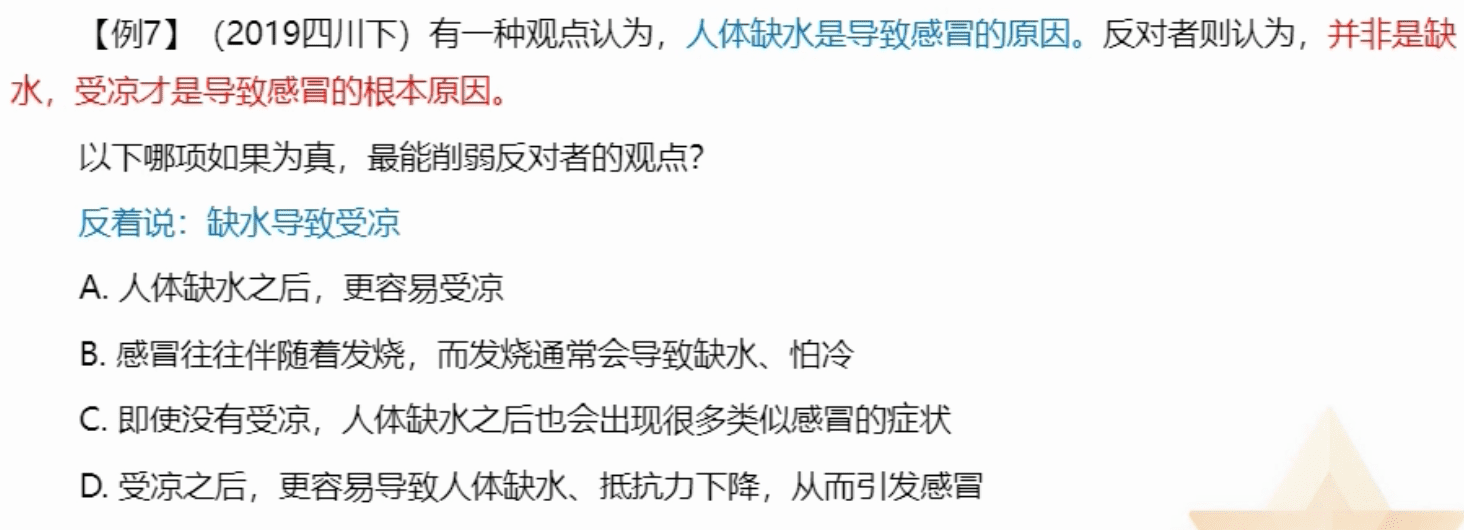 【例7】（2019四川下）有一种观点认为，人体缺水是导致感冒的原因。反对者则认为，并非是缺
水，受凉才是导致感冒的根本原因。
以下哪项如果为真，最能削弱反对者的观点？
反着说：缺水导致受凉
A. 人体缺水之后，更容易受凉
B. 感冒往往伴随着发烧，而发烧通常会导致缺水、怕冷
C. 即使没有受凉，人体缺水之后也会出现很多类似感冒的症状
D. 受凉之后，更容易导致人体缺水、抵抗力下降，从而引发感冒